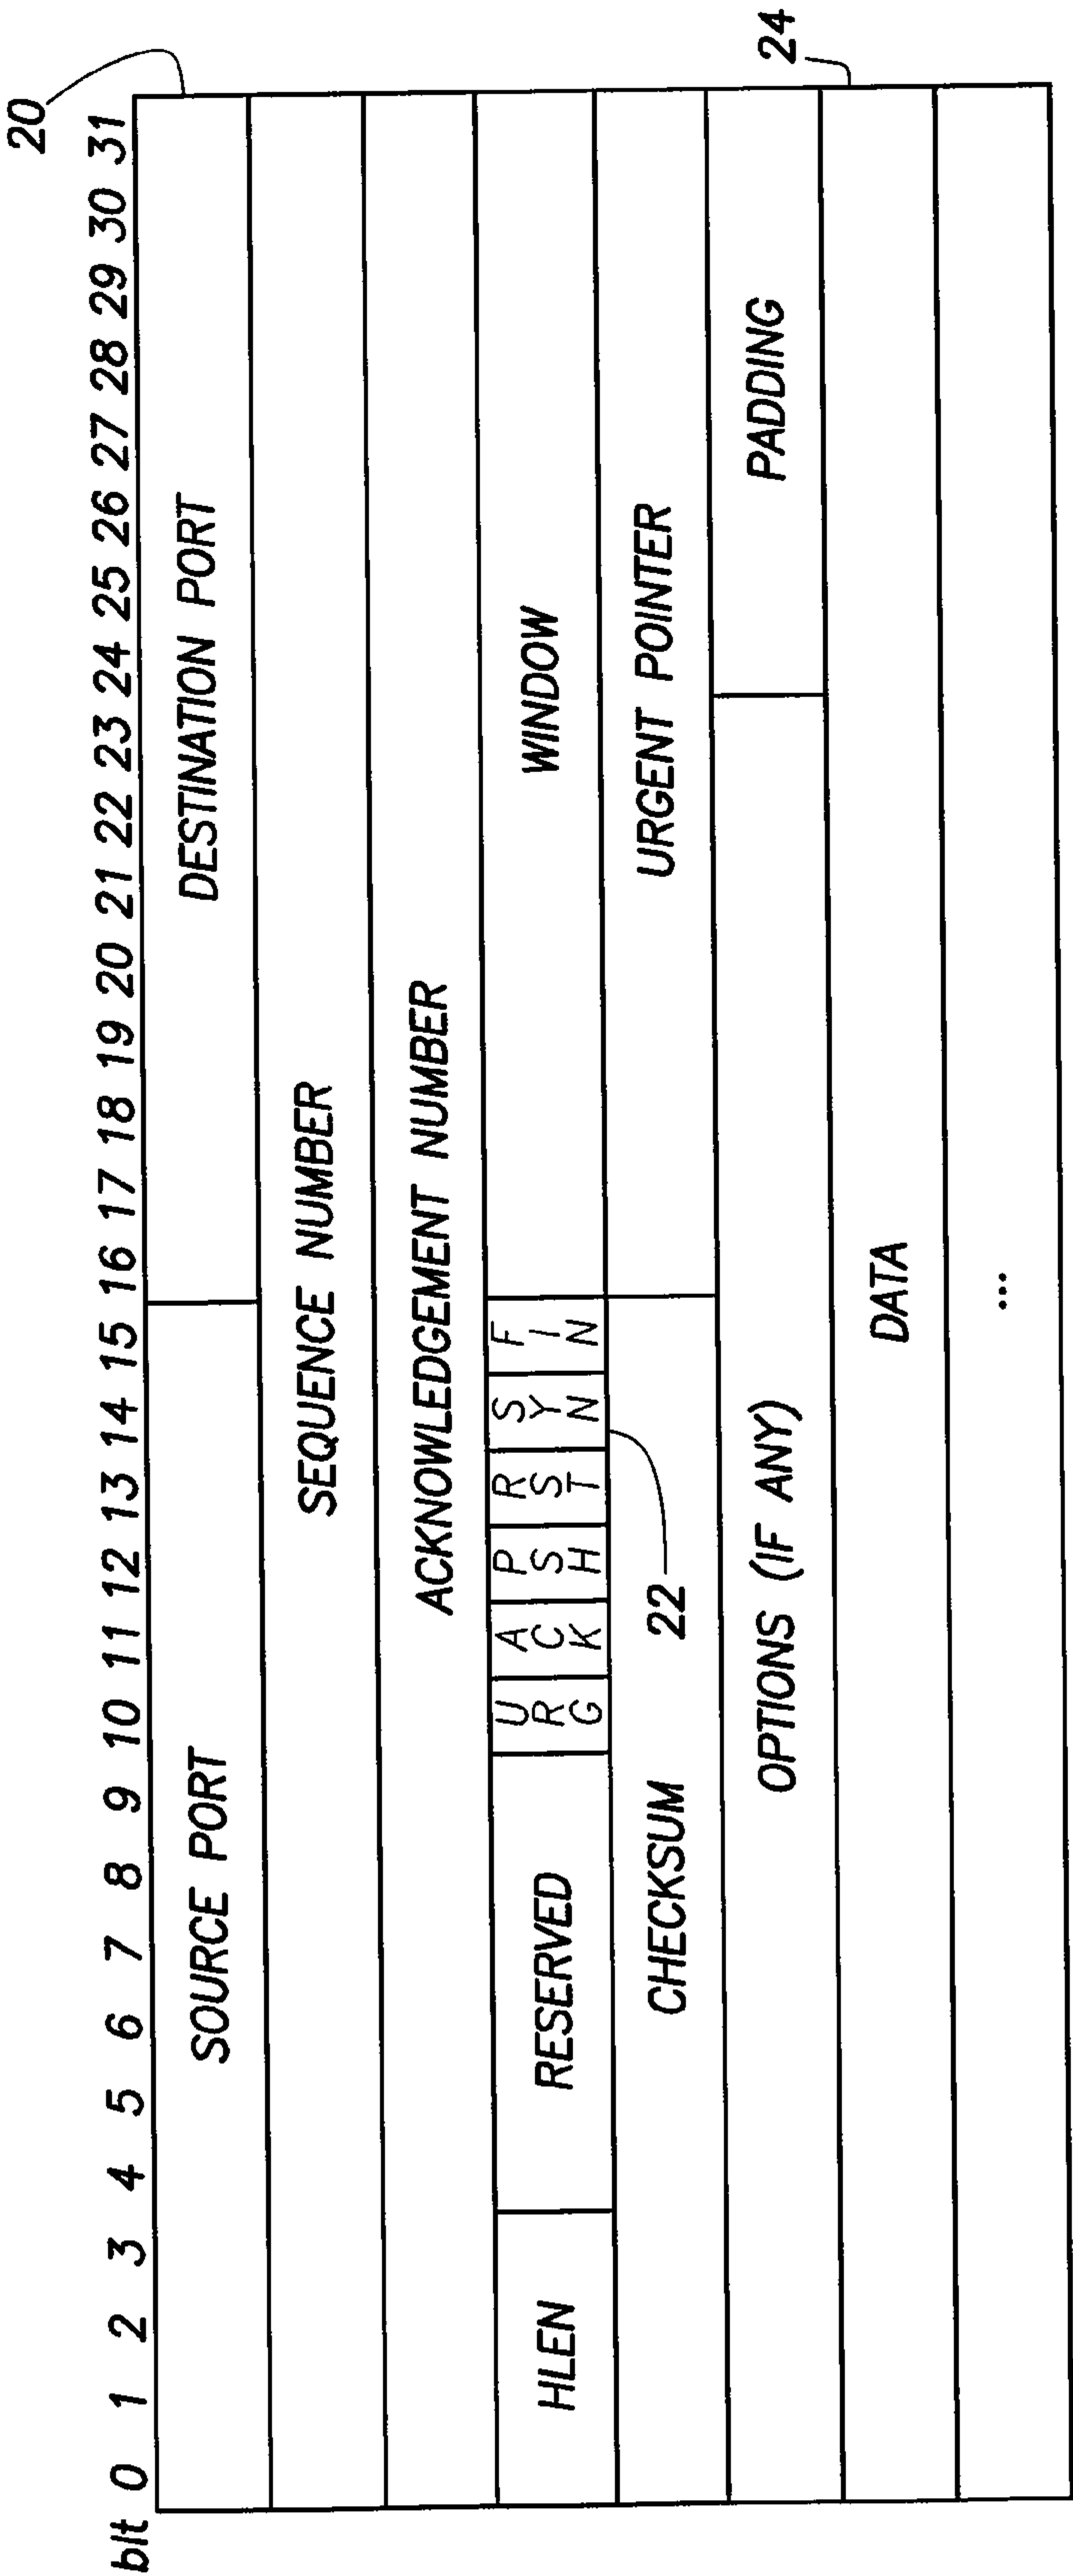 20
bit 0 1 2 3 4 5 6 7 8 9 10 11 12 13 14 15 16 17 18 19 20 21 22 23 24 25 26 27 28 29 30 31
SOURCE PORT DESTINATION PORT
SEQUENCE NUMBER
ACKNOWLEDGEMENT NUMBER
HLEN RESERVED URG ACK PSH RST SYN FIN WINDOW
CHECKSUM 22 URGENT POINTER
OPTIONS (IF ANY) PADDING
24
DATA
...